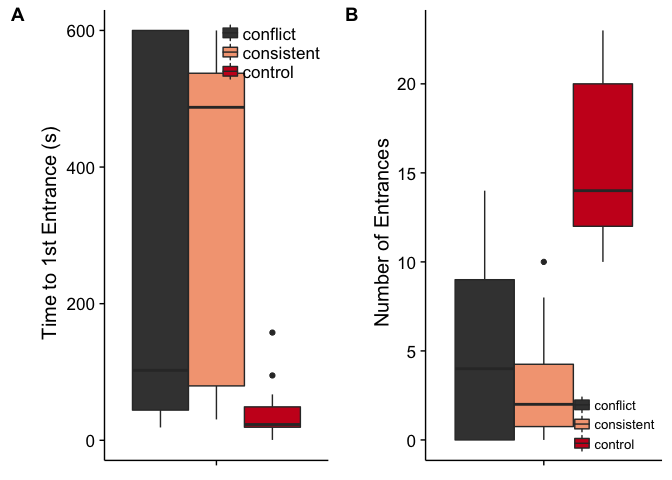 A
Time to 1st Entrance (s)
600
400
200
0
conflict
consistent
control
B
Number of Entrances
20
15
10
5
0
conflict
consistent
control